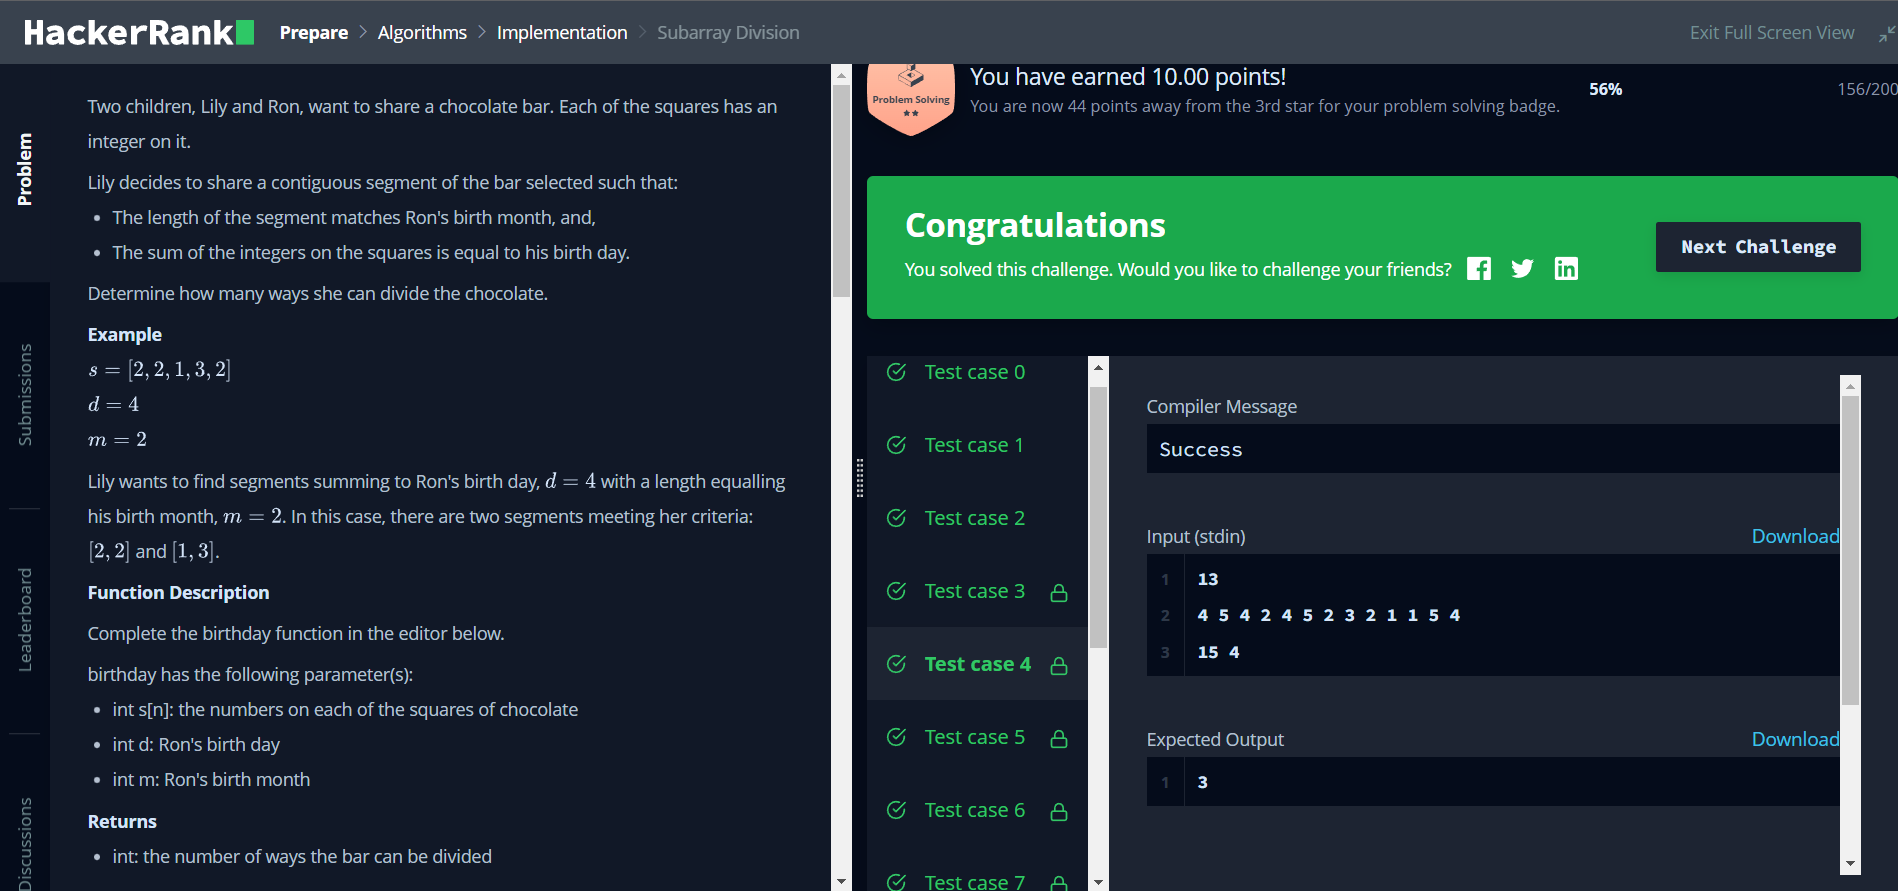 HackerRank
Prepare > Algorithms > Implementation > Subarray Division
Exit Full Screen View
Problem
Submissions
Leaderboard
Discussions
Two children, Lily and Ron, want to share a chocolate bar. Each of the squares has an
integer on it.
Lily decides to share a contiguous segment of the bar selected such that:
• The length of the segment matches Ron's birth month, and,
• The sum of the integers on the squares is equal to his birth day.
Determine how many ways she can divide the chocolate.
Example
s = [2, 2, 1, 3, 2]
d = 4
m = 2
Lily wants to find segments summing to Ron's birth day, d = 4 with a length equalling
his birth month, m = 2. In this case, there are two segments meeting her criteria:
[2, 2] and [1, 3].
Function Description
Complete the birthday function in the editor below.
birthday has the following parameter(s):
• int s[n]: the numbers on each of the squares of chocolate
• int d: Ron's birth day
• int m: Ron's birth month
Returns
• int: the number of ways the bar can be divided
Problem Solving
You have earned 10.00 points!
You are now 44 points away from the 3rd star for your problem solving badge.
56%
156/200
Congratulations
You solved this challenge. Would you like to challenge your friends?
Next Challenge
Test case 0
Test case 1
Test case 2
Test case 3
Test case 4
Test case 5
Test case 6
Test case 7
Compiler Message
Success
Input (stdin)
Download
1 13
2 4 5 4 2 4 5 2 3 2 1 1 5 4
3 15 4
Expected Output
Download
1 3